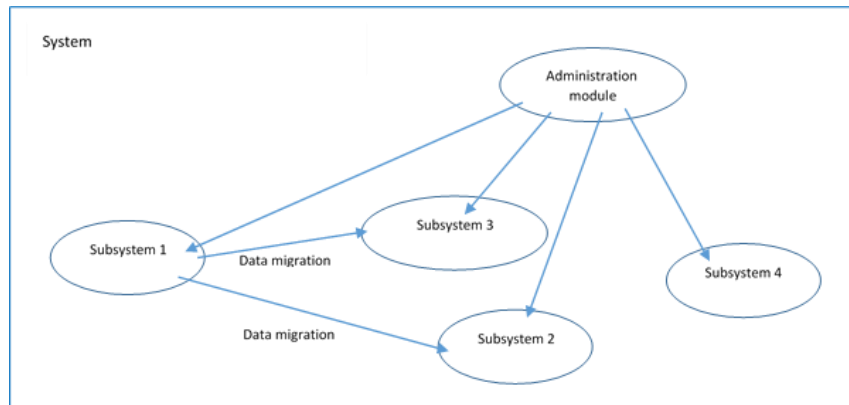 System
Administration
module
Subsystem 3
Subsystem 1
Data migration
Subsystem 4
Data migration
Subsystem 2